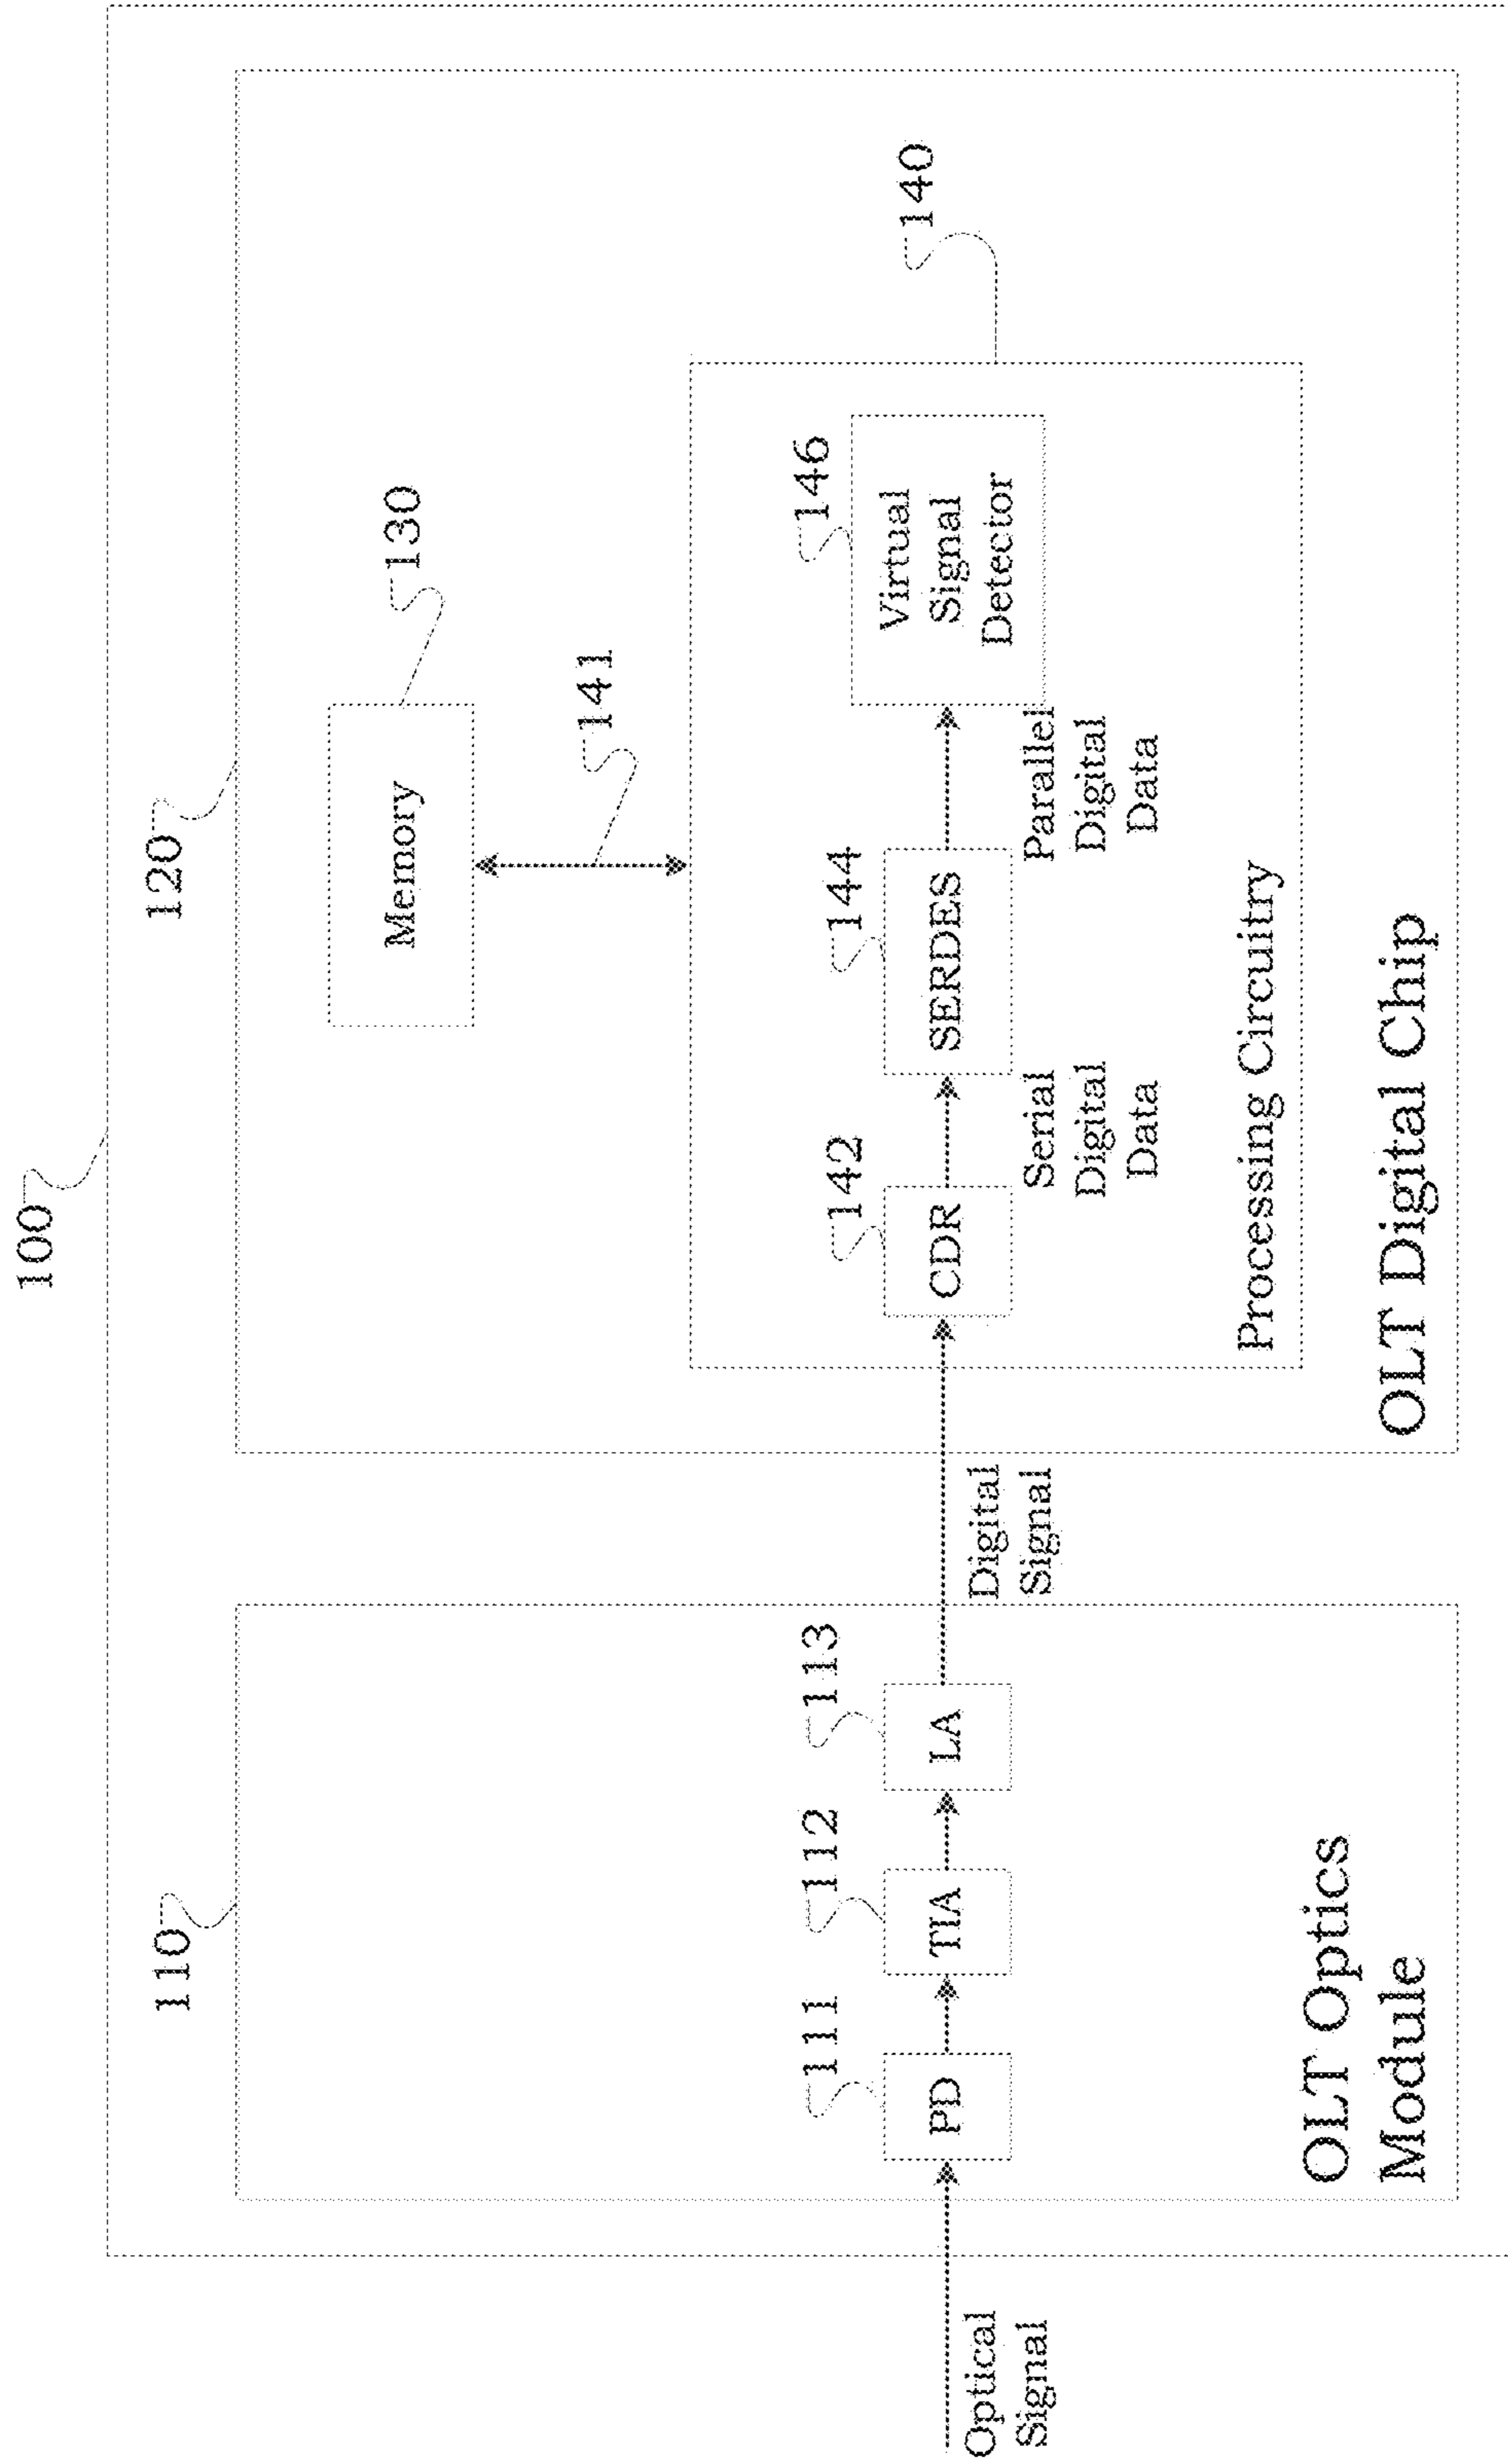 100
110
120
Memory
130
141
140
111
112
113
142
144
146
Optical
Signal
PD
TIA
LA
Digital
Signal
CDR
Serial
Digital
Data
SERDES
Parallel
Digital
Data
Virtual
Signal
Detector
Processing Circuitry
OLT Optics
Module
OLT Digital Chip